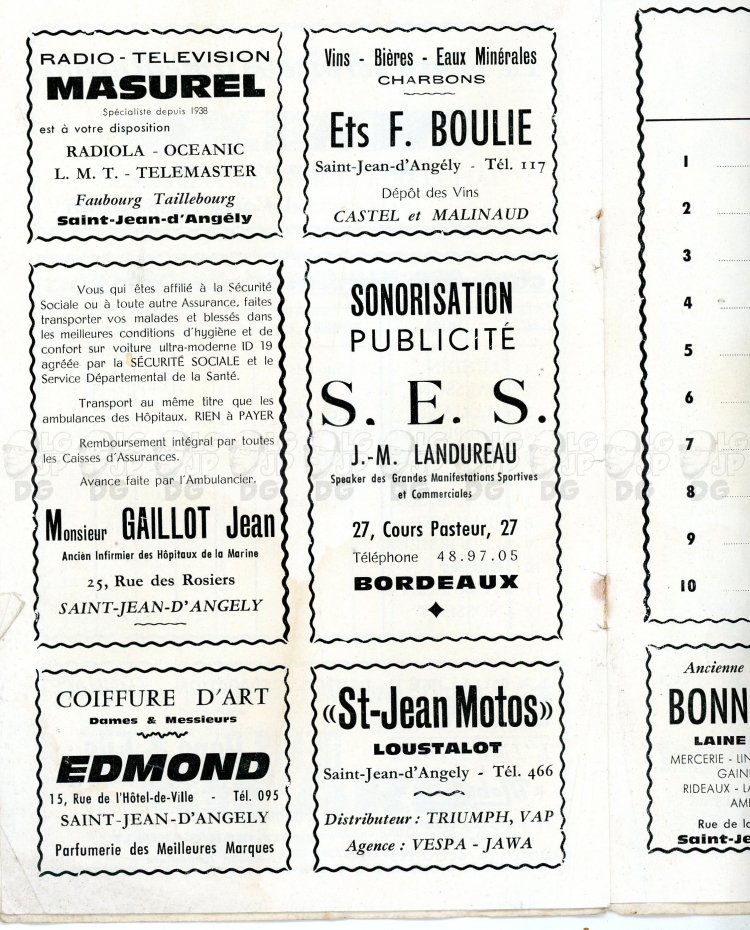 RADIO - TELEVISION
MASUREL
Spécialiste depuis 1938
est à votre disposition
RADIOLA - OCEANIC
L. M. T. - TELEMASTER
Faubourg Taillebourg
Saint-Jean-d'Angély
Vins - Bières - Eaux Minérales
CHARBONS
Ets F. BOULIE
Saint-Jean-d'Angély - Tél. 117
Dépôt des Vins
CASTEL et MALINAUD
Vous qui êtes affilié à la Sécurité
Sociale ou à toute autre Assurance, faites
transporter vos malades et blessés dans
les meilleures conditions d'hygiène et de
confort sur voiture ultra-moderne ID 19
agréée par la SÉCURITÉ SOCIALE et le
Service Départemental de la Santé.
Transport au même titre que les
ambulances des Hôpitaux. RIEN à PAYER
Remboursement intégral par toutes
les Caisses d'Assurances.
Avance faite par l'Ambulancier.
Monsieur GAILLOT Jean
Ancièn Infirmier des Hôpitaux de la Marine
25, Rue des Rosiers
SAINT-JEAN-D'ANGELY
SONORISATION
PUBLICITÉ
S. E. S.
J.-M. LANDUREAU
Speaker des Grandes Manifestations Sportives
et Commerciales
27, Cours Pasteur, 27
Téléphone 48.97.05
BORDEAUX
COIFFURE D'ART
Dames & Messieurs
EDMOND
15, Rue de l'Hôtel-de-Ville - Tél. 095
SAINT-JEAN-D'ANGELY
Parfumerie des Meilleures Marques
«St-Jean Motos»
LOUSTALOT
Saint-Jean-d'Angely - Tél. 466
Distributeur : TRIUMPH, VAP
Agence : VESPA - JAWA
1
2
3
4
5
6
7
8
9
10
Ancienne
BONN
LAINE
MERCERIE - LIN
GAIN
RIDEAUX - LA
AM
Rue de la
Saint-Je
LG JP DG